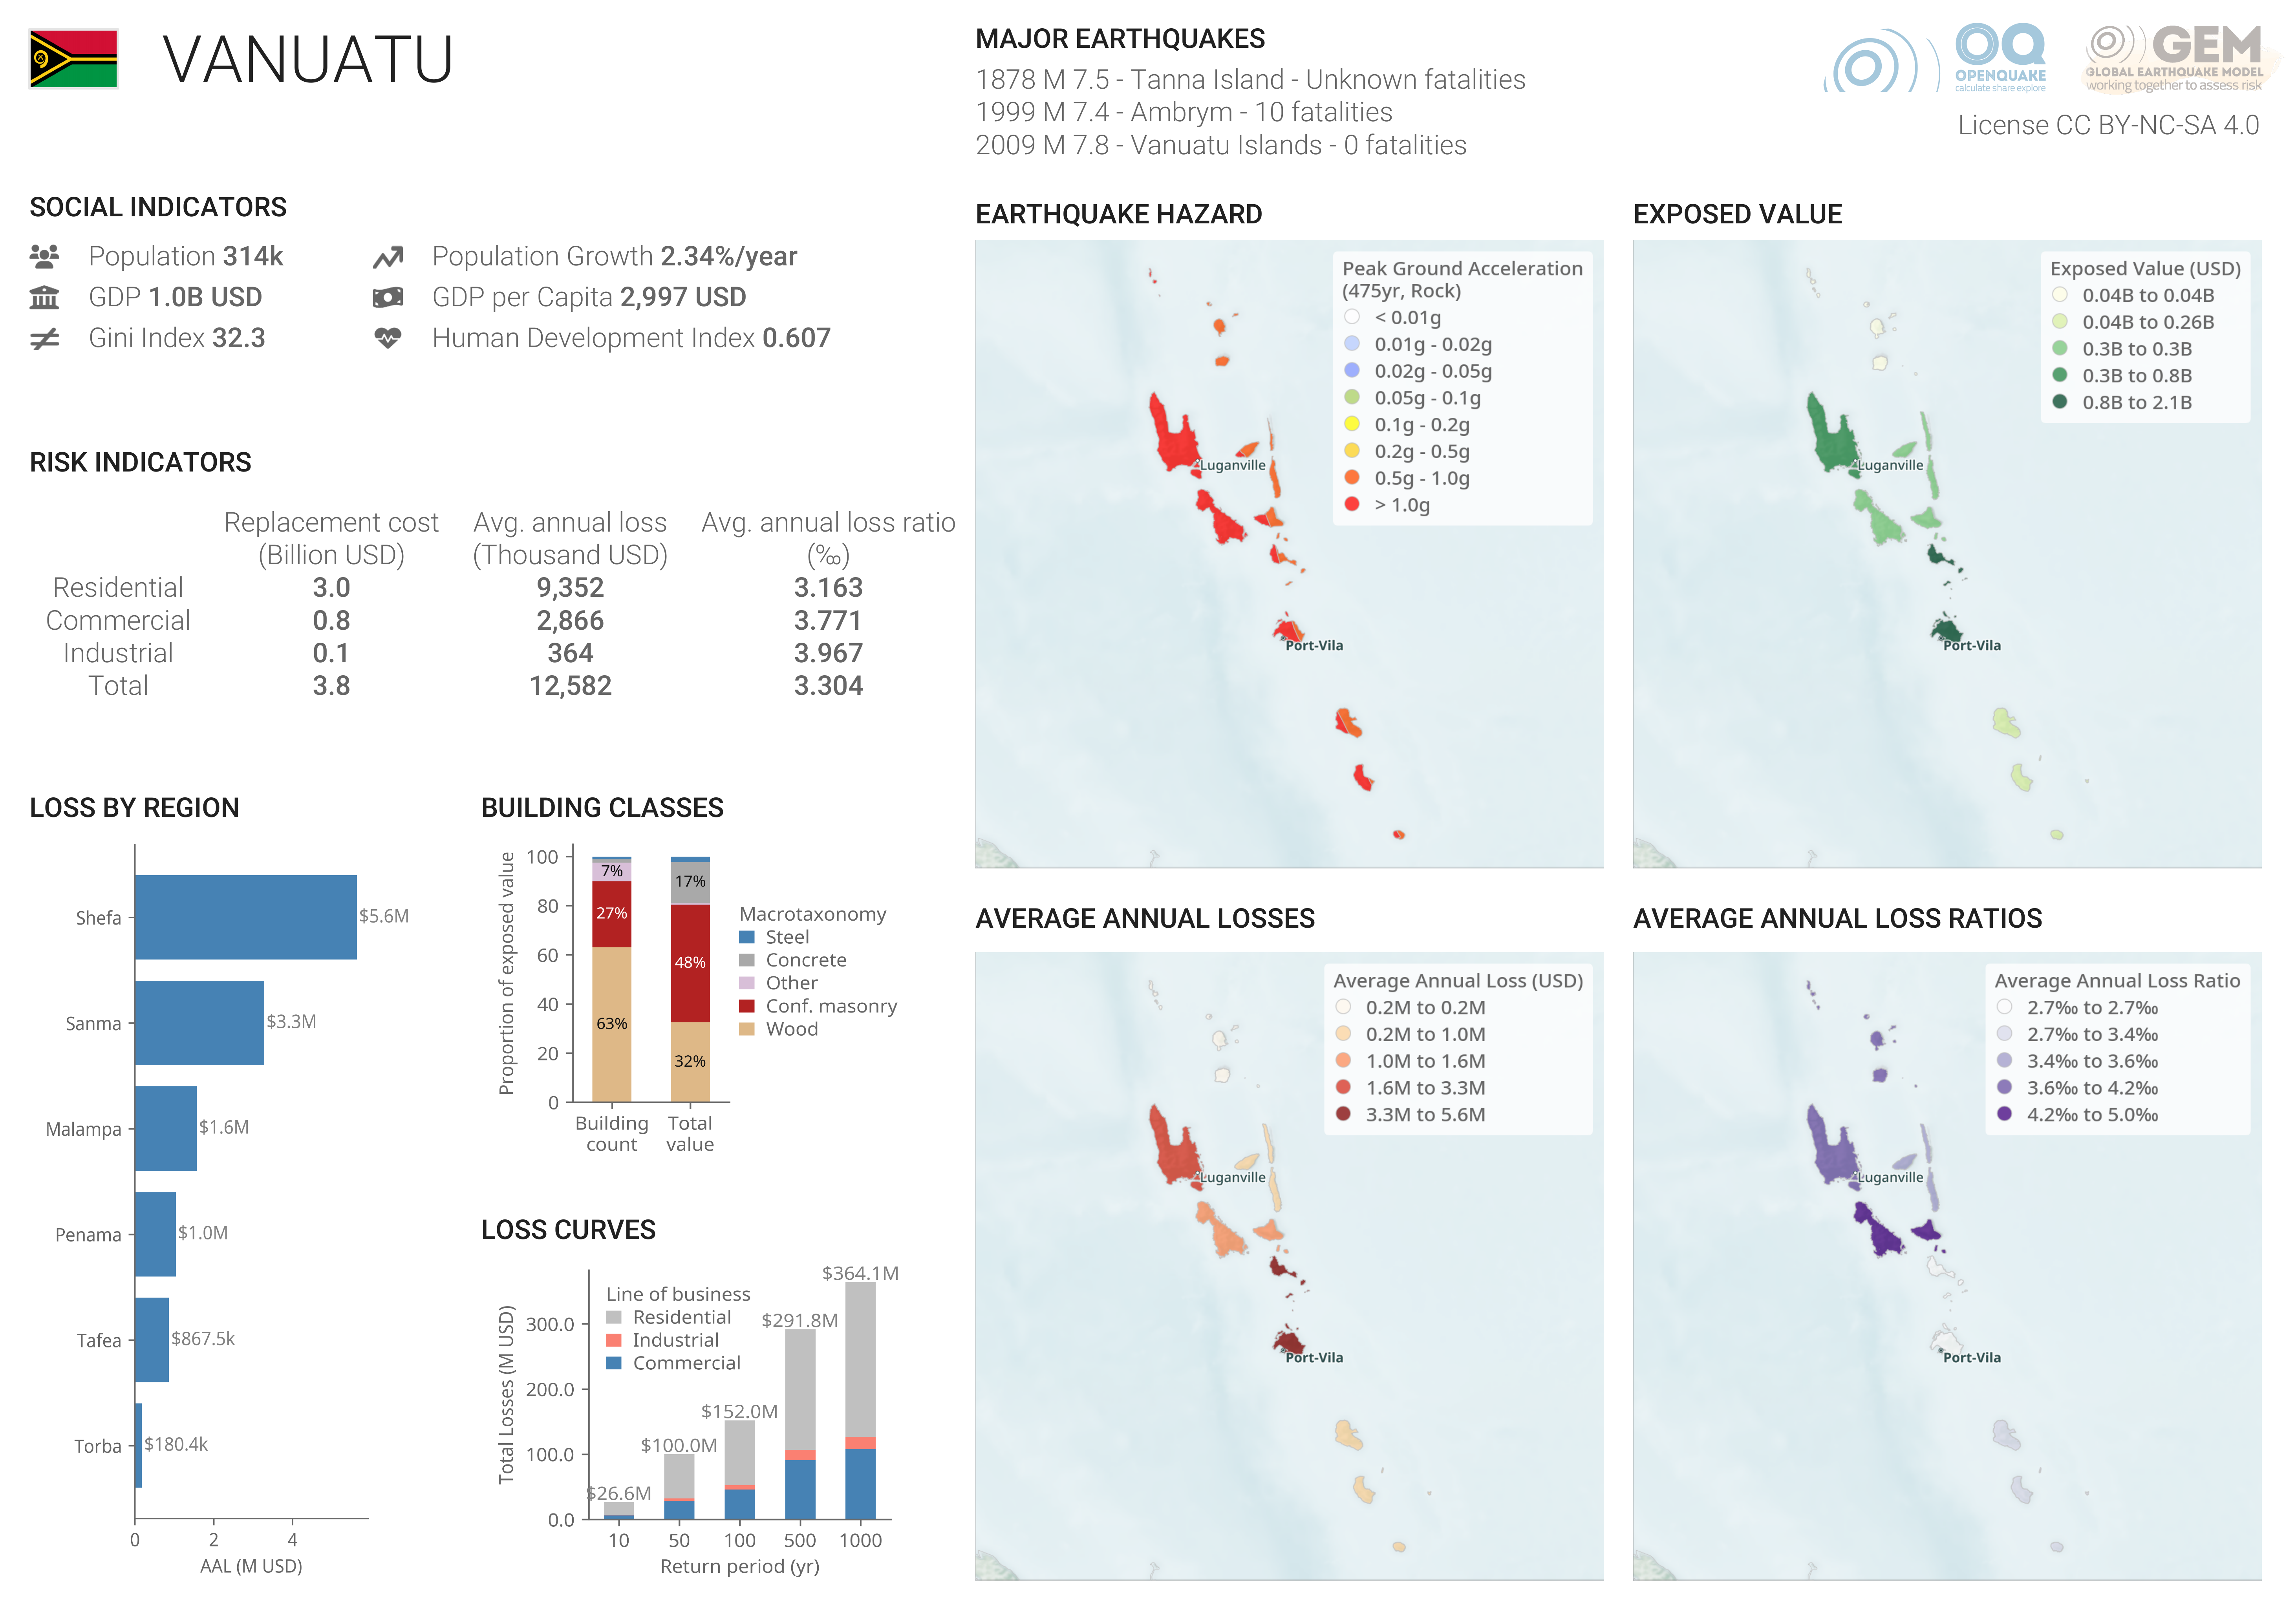 VANUATU
MAJOR EARTHQUAKES
1878 M 7.5 - Tanna Island - Unknown fatalities
1999 M 7.4 - Ambrym - 10 fatalities
2009 M 7.8 - Vanuatu Islands - 0 fatalities
OQ
OPENQUAKE
calculate share explore
GEM
GLOBAL EARTHQUAKE MODEL
working together to assess risk
License CC BY-NC-SA 4.0
SOCIAL INDICATORS
Population 314k
Population Growth 2.34%/year
GDP 1.0B USD
GDP per Capita 2,997 USD
Gini Index 32.3
Human Development Index 0.607
RISK INDICATORS
Replacement cost (Billion USD) Avg. annual loss (Thousand USD) Avg. annual loss ratio (‰)
Residential 3.0 9,352 3.163
Commercial 0.8 2,866 3.771
Industrial 0.1 364 3.967
Total 3.8 12,582 3.304
LOSS BY REGION
Shefa $5.6M
Sanma $3.3M
Malampa $1.6M
Penama $1.0M
Tafea $867.5k
Torba $180.4k
0 2 4
AAL (M USD)
BUILDING CLASSES
Proportion of exposed value
100
80
60
40
20
0
7%
27%
63%
17%
48%
32%
Building count
Total value
Macrotaxonomy
Steel
Concrete
Other
Conf. masonry
Wood
LOSS CURVES
Total Losses (M USD)
300.0
200.0
100.0
0.0
Line of business
Residential
Industrial
Commercial
$26.6M
$100.0M
$152.0M
$291.8M
$364.1M
10 50 100 500 1000
Return period (yr)
EARTHQUAKE HAZARD
Peak Ground Acceleration
(475yr, Rock)
< 0.01g
0.01g - 0.02g
0.02g - 0.05g
0.05g - 0.1g
0.1g - 0.2g
0.2g - 0.5g
0.5g - 1.0g
> 1.0g
Luganville
Port-Vila
EXPOSED VALUE
Exposed Value (USD)
0.04B to 0.04B
0.04B to 0.26B
0.3B to 0.3B
0.3B to 0.8B
0.8B to 2.1B
Luganville
Port-Vila
AVERAGE ANNUAL LOSSES
Average Annual Loss (USD)
0.2M to 0.2M
0.2M to 1.0M
1.0M to 1.6M
1.6M to 3.3M
3.3M to 5.6M
Luganville
Port-Vila
AVERAGE ANNUAL LOSS RATIOS
Average Annual Loss Ratio
2.7‰ to 2.7‰
2.7‰ to 3.4‰
3.4‰ to 3.6‰
3.6‰ to 4.2‰
4.2‰ to 5.0‰
Luganville
Port-Vila